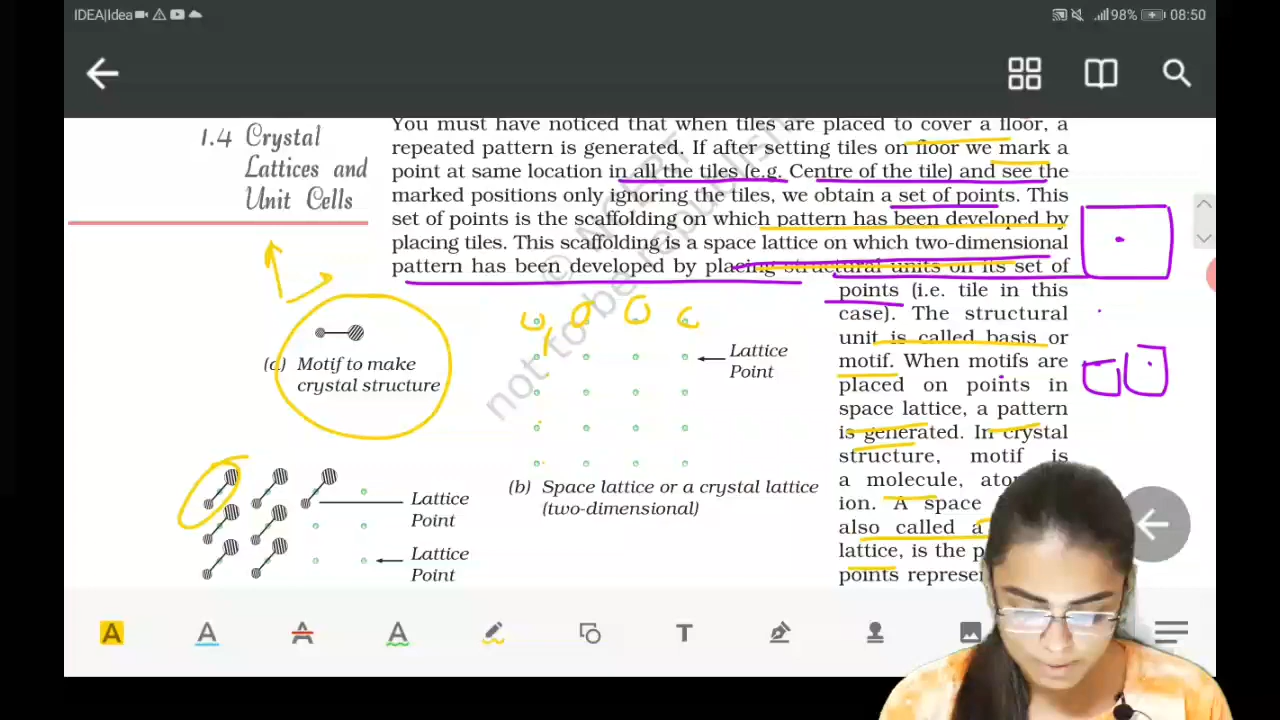 IDEA|Idea
98% 08:50
1.4 Crystal
Lattices and
Unit Cells
You must have noticed that when tiles are placed to cover a floor, a
repeated pattern is generated. If after setting tiles on floor we mark a
point at same location in all the tiles (e.g. Centre of the tile) and see the
marked positions only ignoring the tiles, we obtain a set of points. This
set of points is the scaffolding on which pattern has been developed by
placing tiles. This scaffolding is a space lattice on which two-dimensional
pattern has been developed by placing structural units on its set of
points (i.e. tile in this
case). The structural
unit is called basis or
motif. When motifs are
placed on points in
space lattice, a pattern
is generated. In crystal
structure, motif is
a molecule,
ion. A space
also called a
lattice, is the
points
(a) Motif to make
crystal structure
Lattice
Point
(b) Space lattice or a crystal lattice
(two-dimensional)
Lattice
Point
Lattice
Point
© NCERT
not to be republish
A A A A T